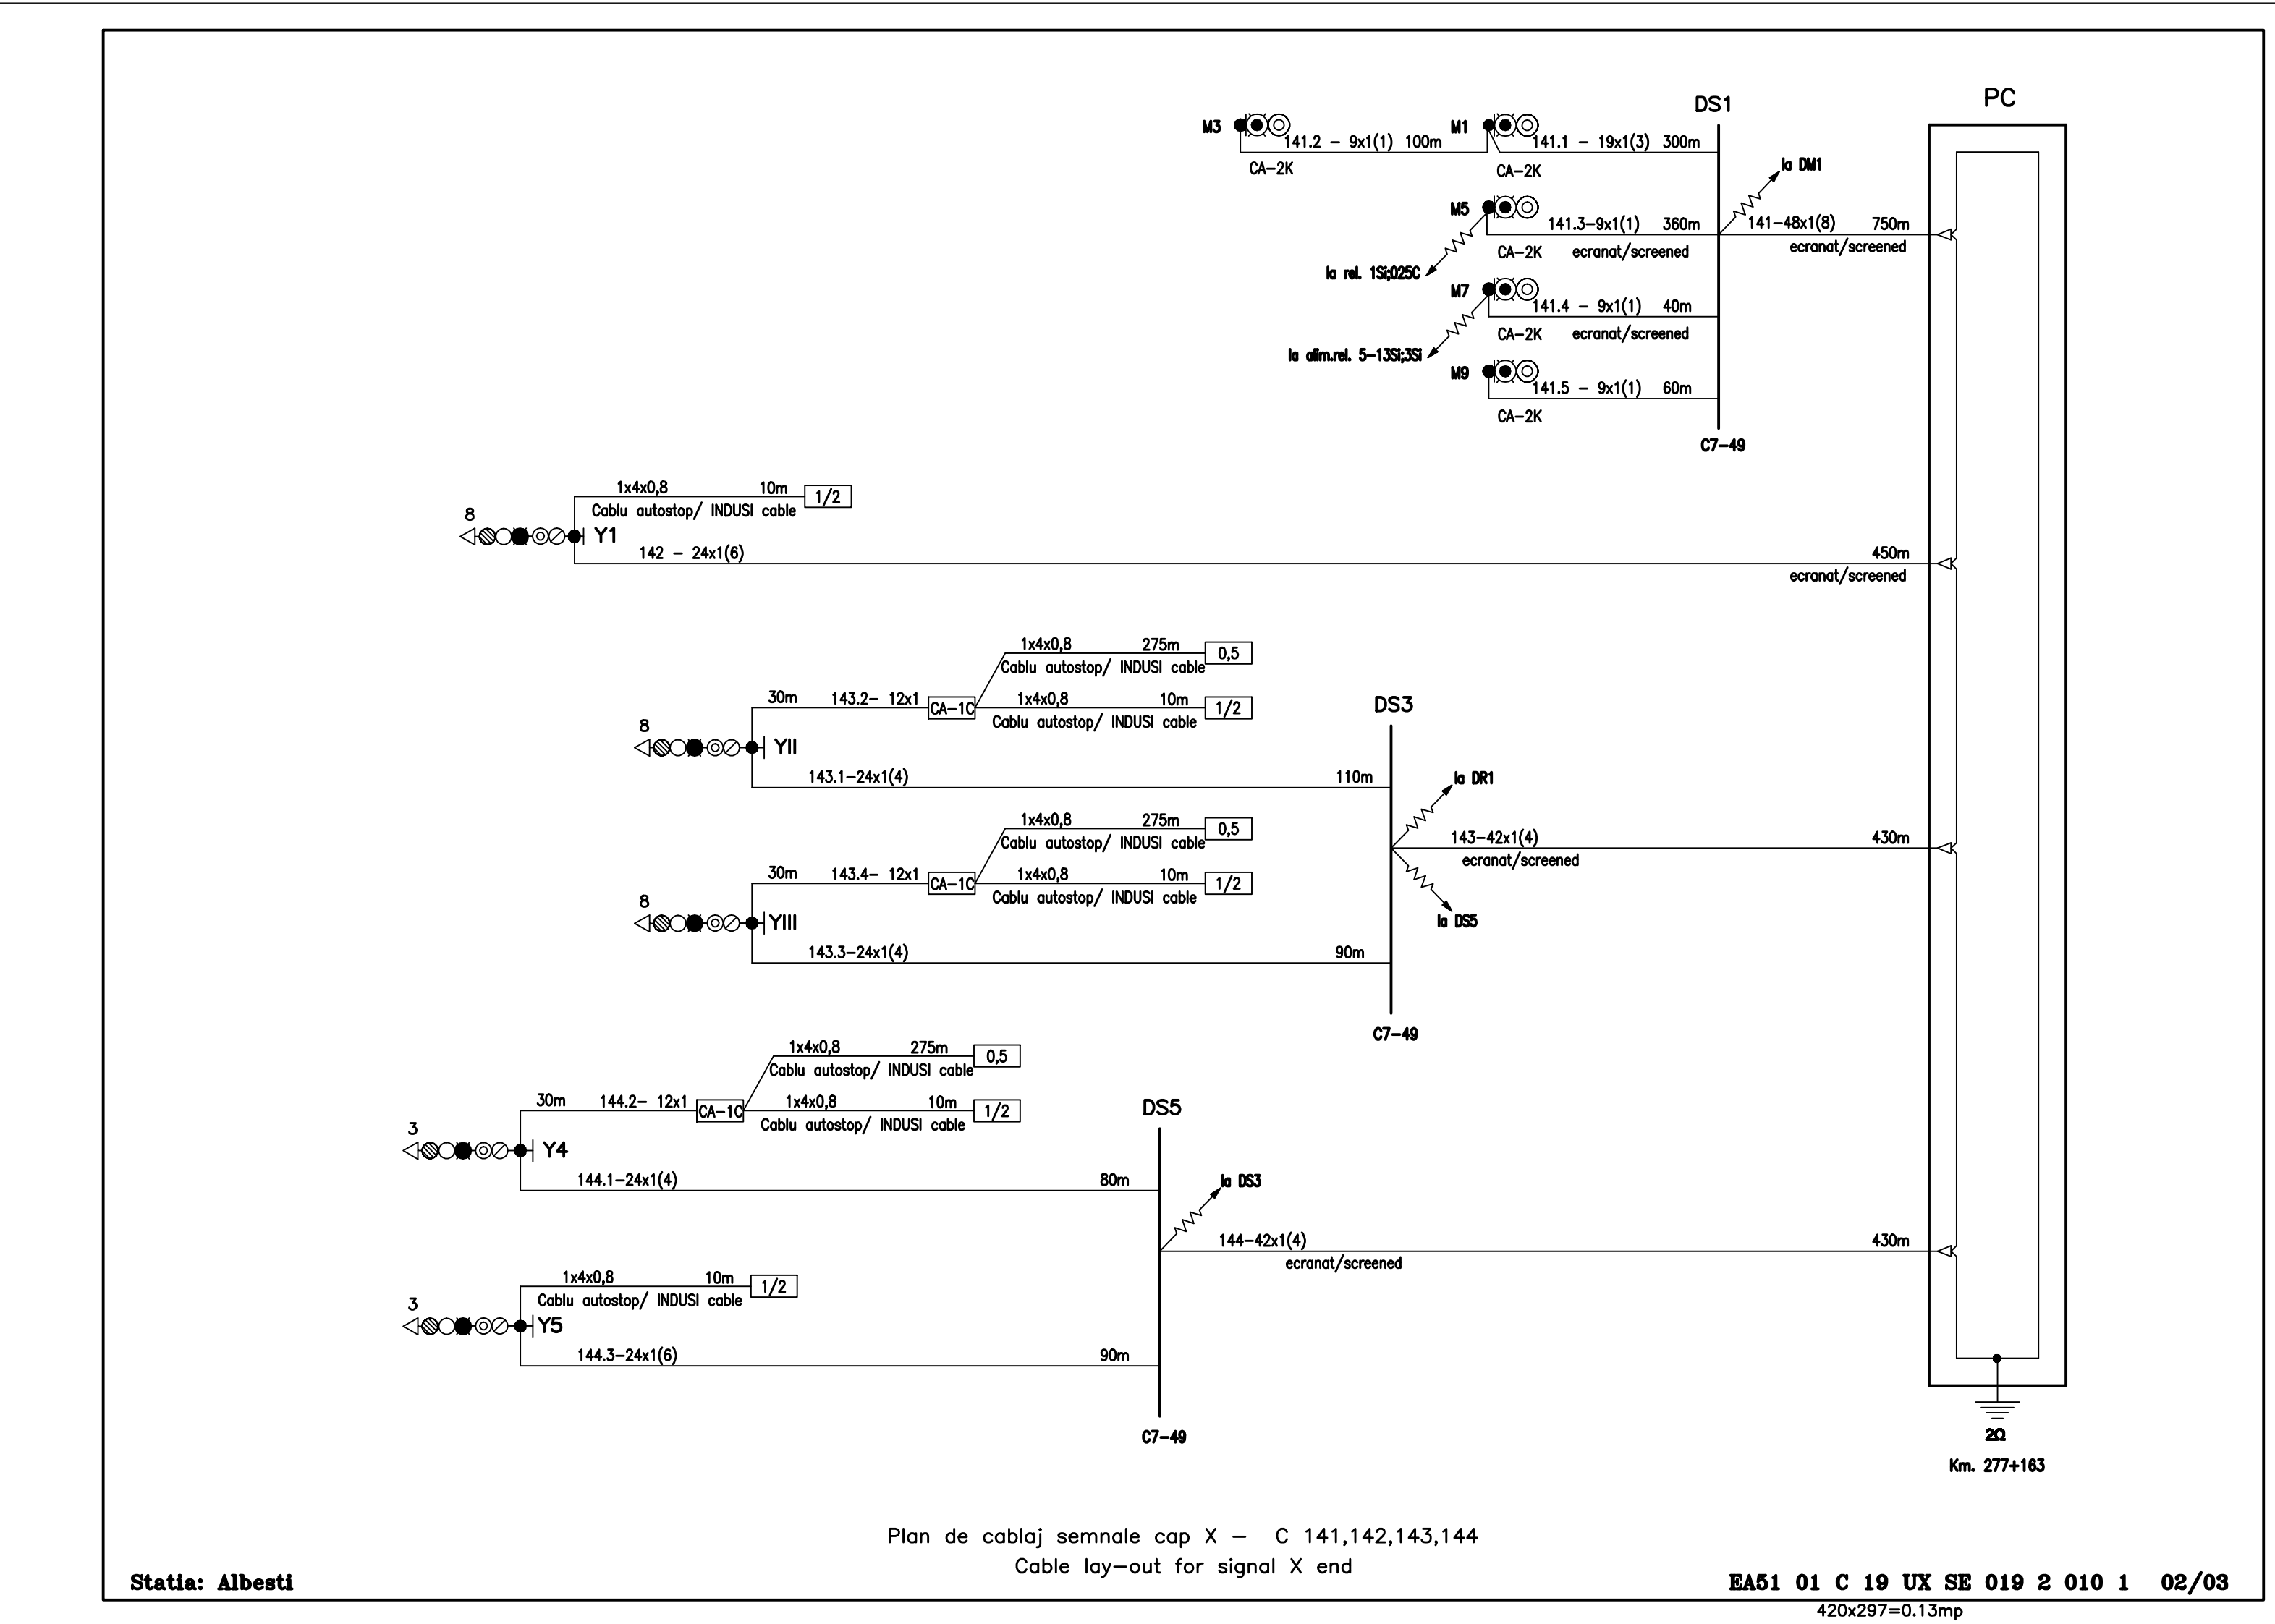 PC
DS1
M3
M1
141.2 - 9x1(1) 100m
141.1 - 19x1(3) 300m
CA-2K
CA-2K
la DM1
M5
141.3-9x1(1) 360m
141-48x1(8) 750m
CA-2K
ecranat/screened
ecranat/screened
la rel. 1Si;025C
M7
141.4 - 9x1(1) 40m
CA-2K
ecranat/screened
la alim.rel. 5-13Si;3Si
M9
141.5 - 9x1(1) 60m
CA-2K
C7-49
1x4x0,8 10m
1/2
Cablu autostop/ INDUSI cable
8
Y1
142 - 24x1(6)
450m
ecranat/screened
1x4x0,8 275m
0,5
Cablu autostop/ INDUSI cable
30m 143.2- 12x1
CA-1C
1x4x0,8 10m
1/2
Cablu autostop/ INDUSI cable
DS3
8
YII
143.1-24x1(4)
110m
la DR1
1x4x0,8 275m
0,5
Cablu autostop/ INDUSI cable
143-42x1(4)
430m
ecranat/screened
30m 143.4- 12x1
CA-1C
1x4x0,8 10m
1/2
Cablu autostop/ INDUSI cable
8
YIII
la DS5
143.3-24x1(4)
90m
C7-49
1x4x0,8 275m
0,5
Cablu autostop/ INDUSI cable
30m 144.2- 12x1
CA-1C
1x4x0,8 10m
1/2
Cablu autostop/ INDUSI cable
DS5
3
Y4
144.1-24x1(4)
80m
la DS3
144-42x1(4)
430m
ecranat/screened
1x4x0,8 10m
1/2
Cablu autostop/ INDUSI cable
3
Y5
144.3-24x1(6)
90m
C7-49
2Ω
Km. 277+163
Plan de cablaj semnale cap X - C 141,142,143,144
Cable lay-out for signal X end
Statia: Albesti
EA51 01 C 19 UX SE 019 2 010 1 02/03
420x297=0.13mp